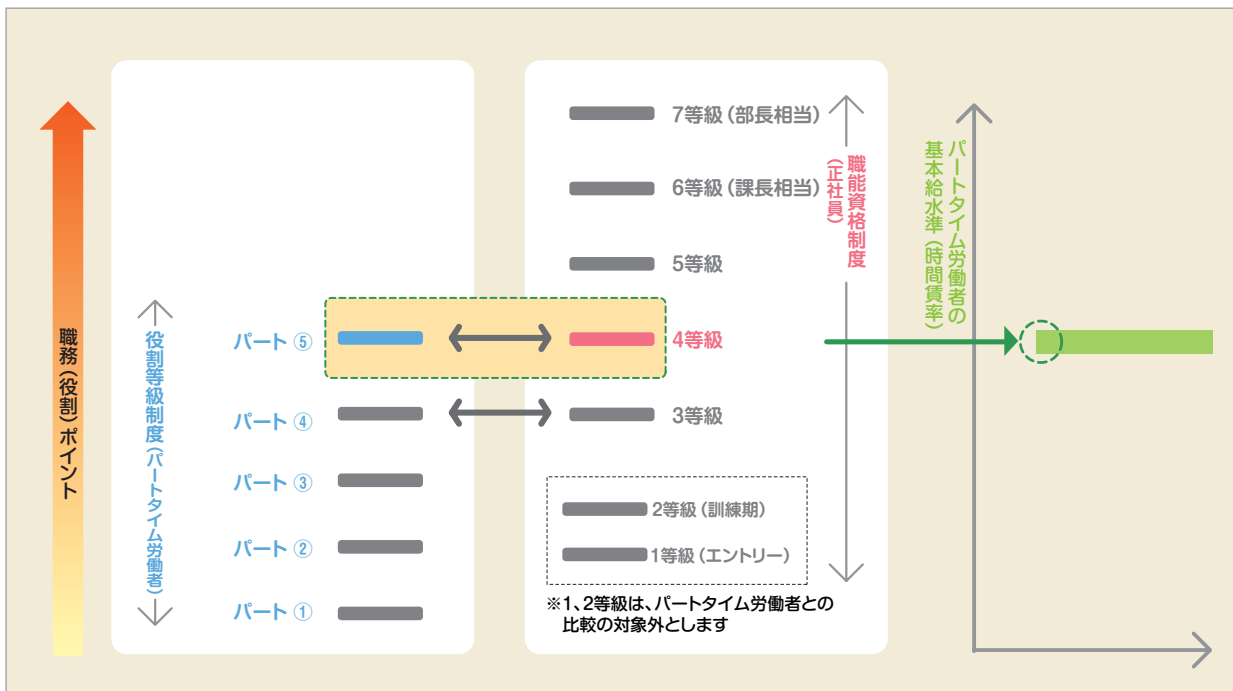 職務（役割）ポイント
役割等級制度（パートタイム労働者）
パート ⑤
パート ④
パート ③
パート ②
パート ①
7等級（部長相当）
6等級（課長相当）
5等級
4等級
3等級
2等級（訓練期）
1等級（エントリー）
※1、2等級は、パートタイム労働者との
比較の対象外とします
職能資格制度
（正社員）
パートタイム労働者の
基本給水準（時間賃率）